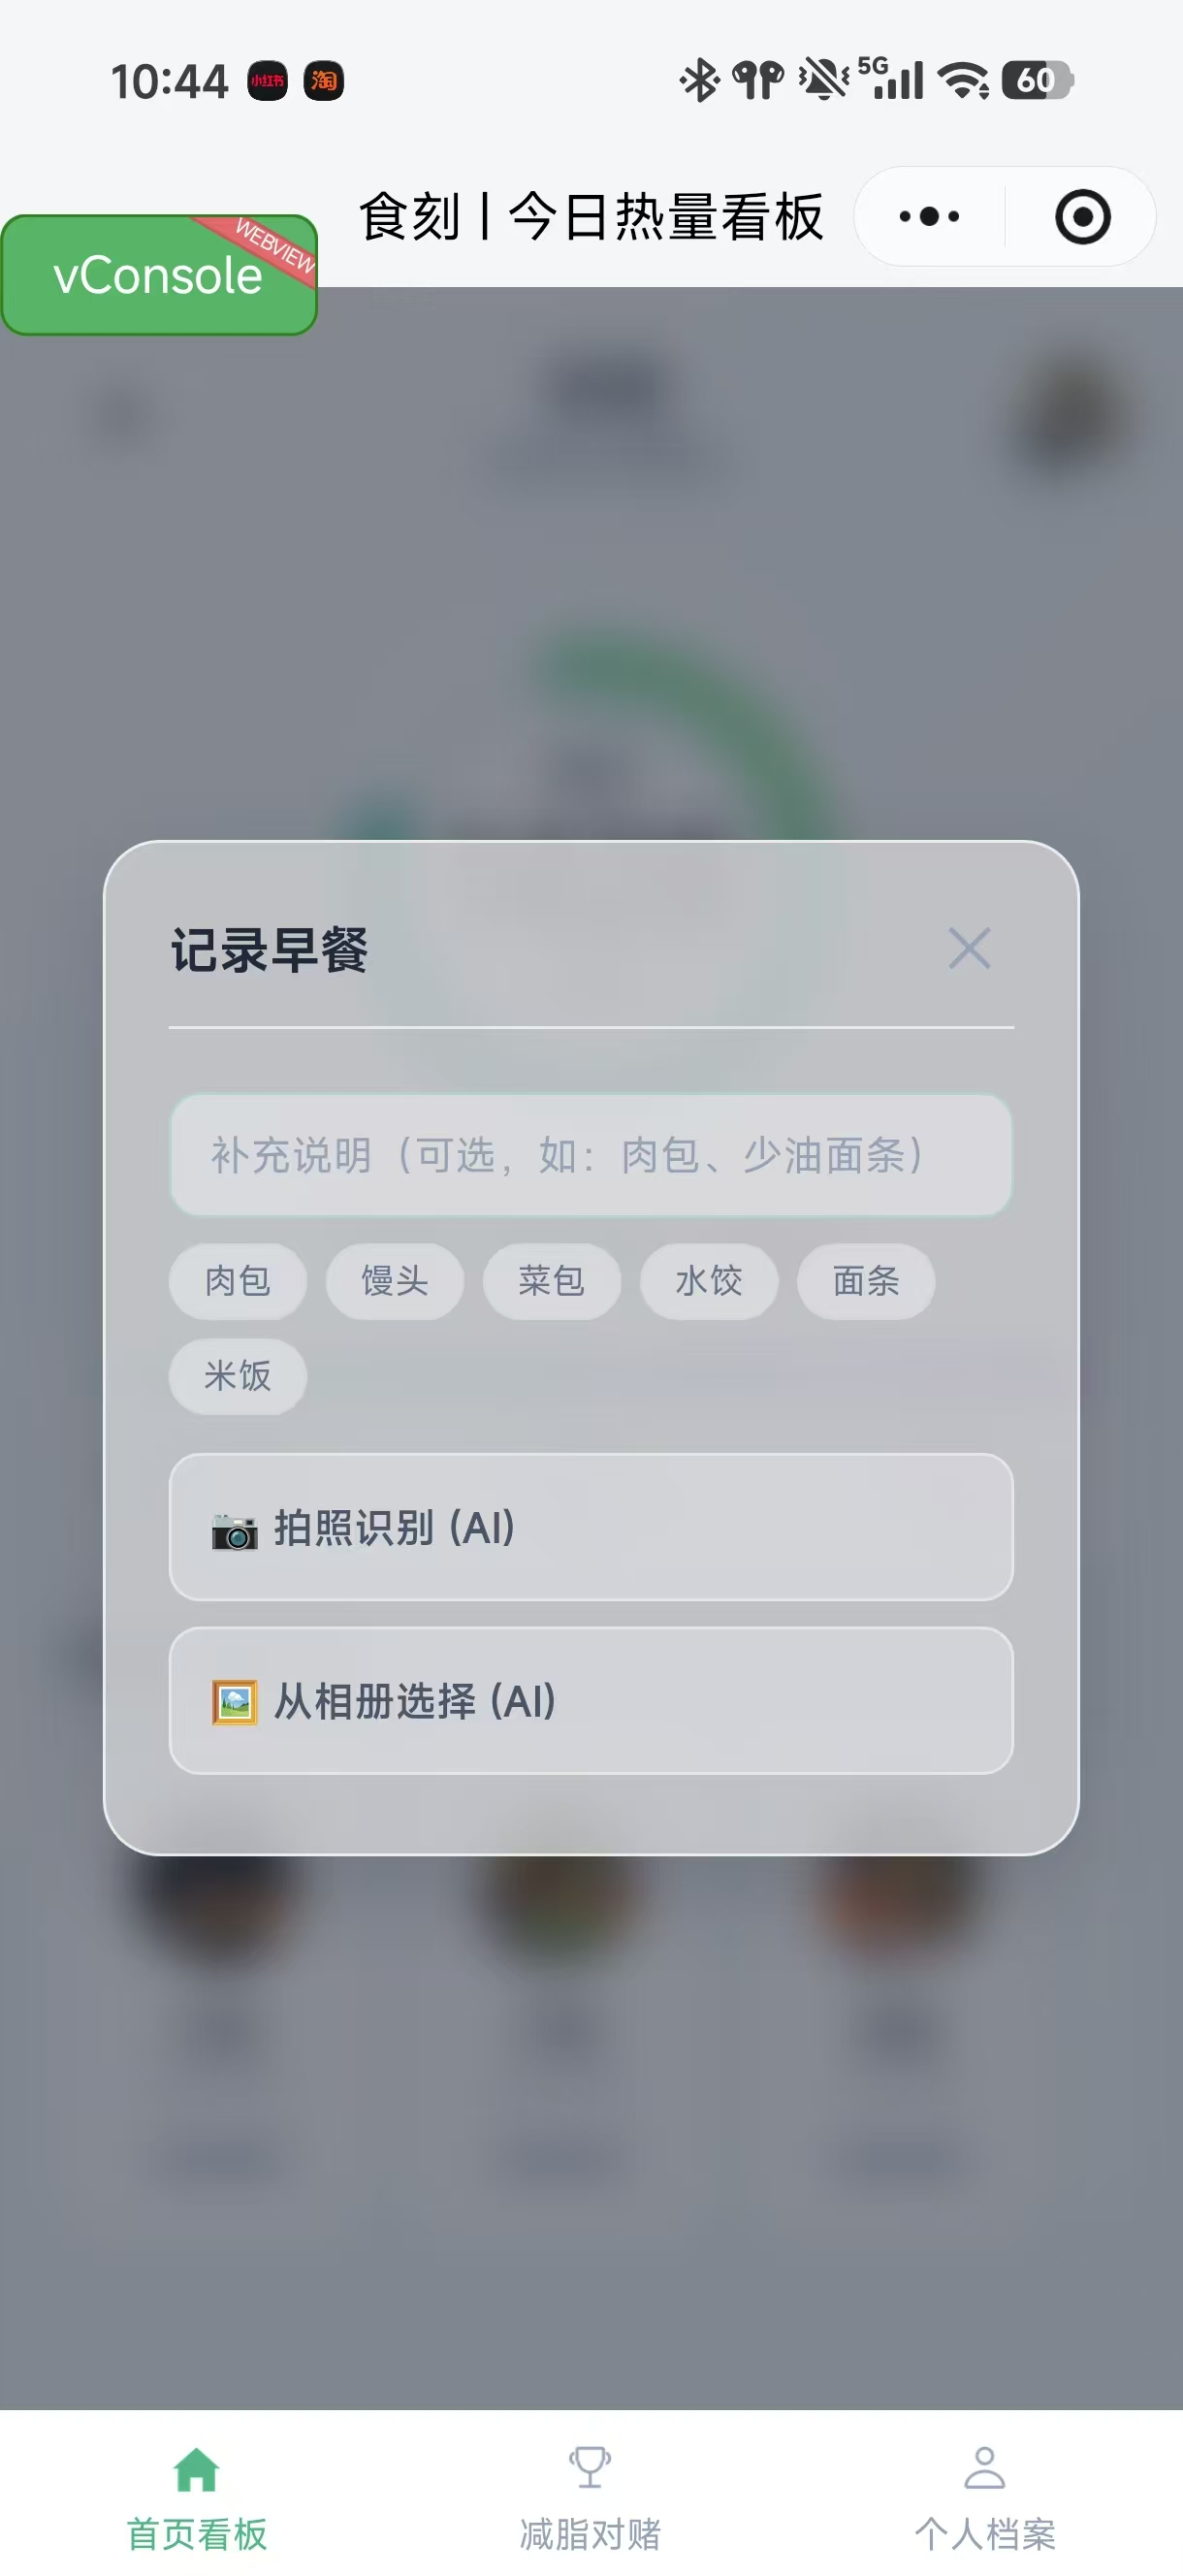 10:44 小红书 淘 5G 60
食刻 | 今日热量看板
vConsole WEBVIEW
记录早餐
补充说明（可选，如：肉包、少油面条）
肉包 馒头 菜包 水饺 面条
米饭
拍照识别 (AI)
从相册选择 (AI)
首页看板 减脂对赌 个人档案